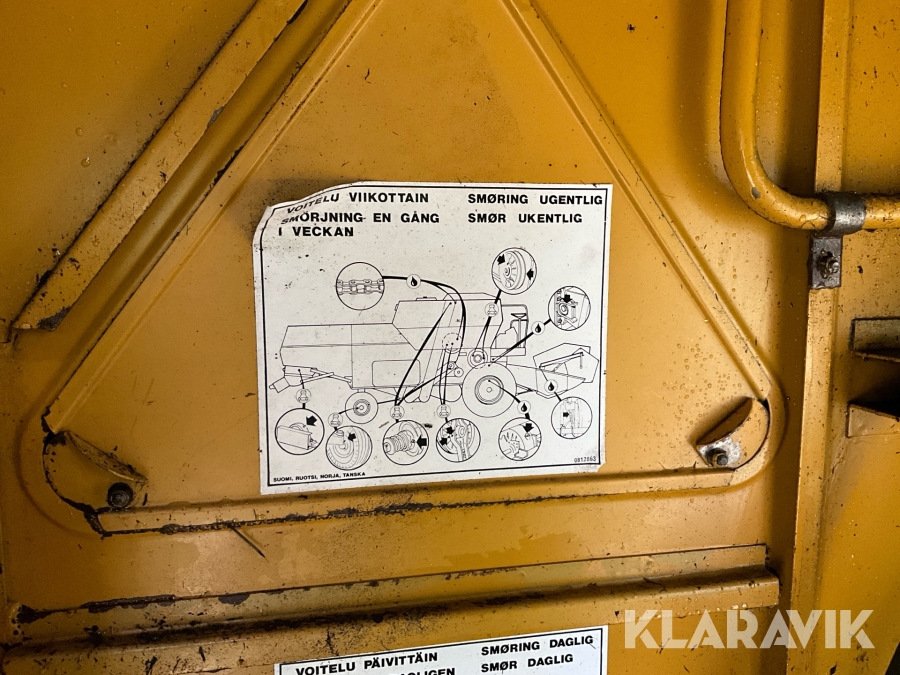 VOITELU VIIKOTTAIN SMØRING UGENTLIG
SMÖRJNING EN GÅNG SMØR UKENTLIG
I VECKAN
0817053
SUOMI, RUOTSI, NORJA, TANSKA
KLARAVIK
VOITELU PÄIVITTÄIN SMØRING DAGLIG
SMØR DAGLIG